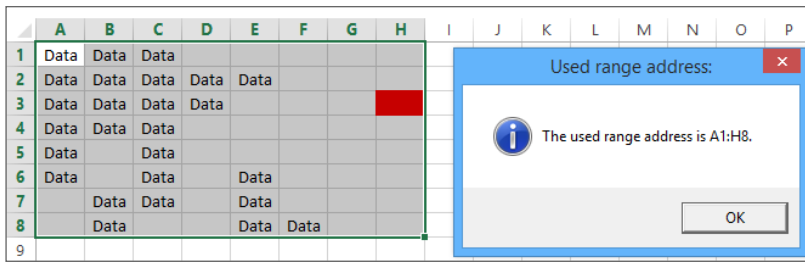 A B C D E F G H I J K L M N O P
1 Data Data Data
2 Data Data Data Data Data
3 Data Data Data Data
4 Data Data Data
5 Data Data
6 Data Data Data
7 Data Data Data
8 Data Data Data
9
Used range address:
The used range address is A1:H8.
OK